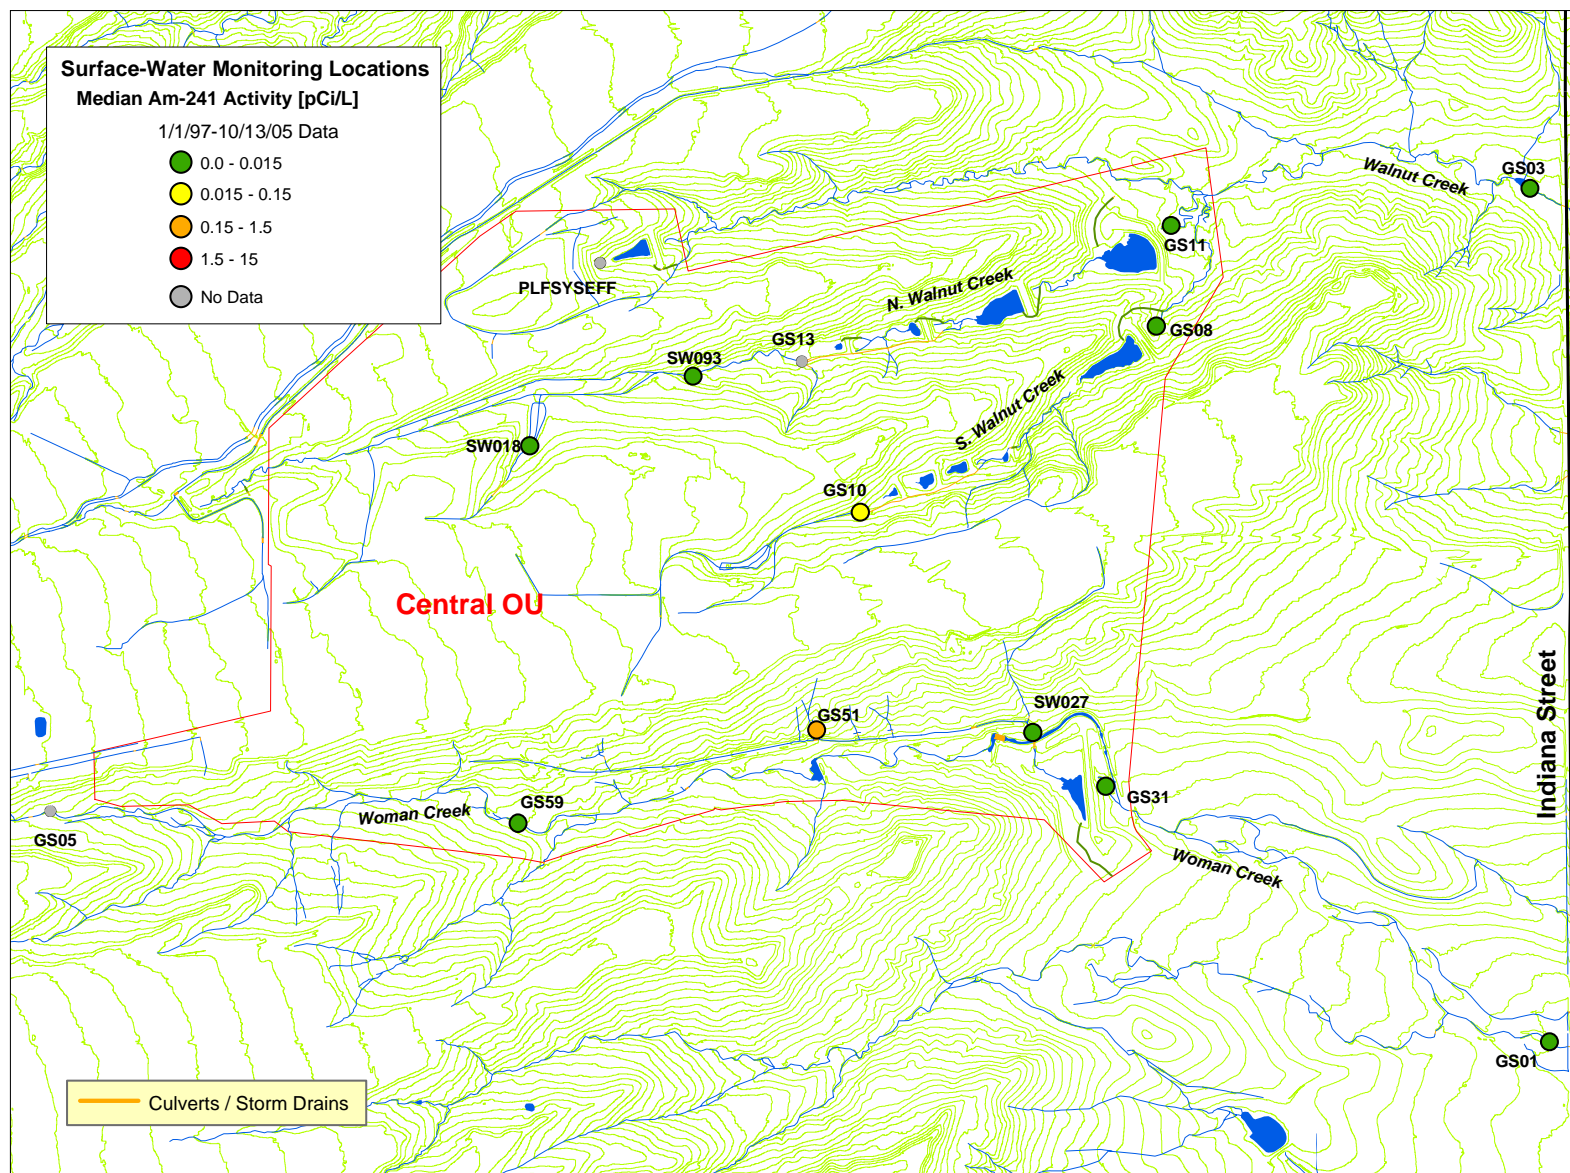 Surface-Water Monitoring Locations
Median Am-241 Activity [pCi/L]
1/1/97-10/13/05 Data
0.0 - 0.015
0.015 - 0.15
0.15 - 1.5
1.5 - 15
No Data
Walnut Creek
GS03
GS11
PLFSYSEFF
N. Walnut Creek
GS08
GS13
SW093
S. Walnut Creek
SW018
GS10
Central OU
Indiana Street
SW027
GS51
GS31
GS59
Woman Creek
GS05
Woman Creek
GS01
Culverts / Storm Drains